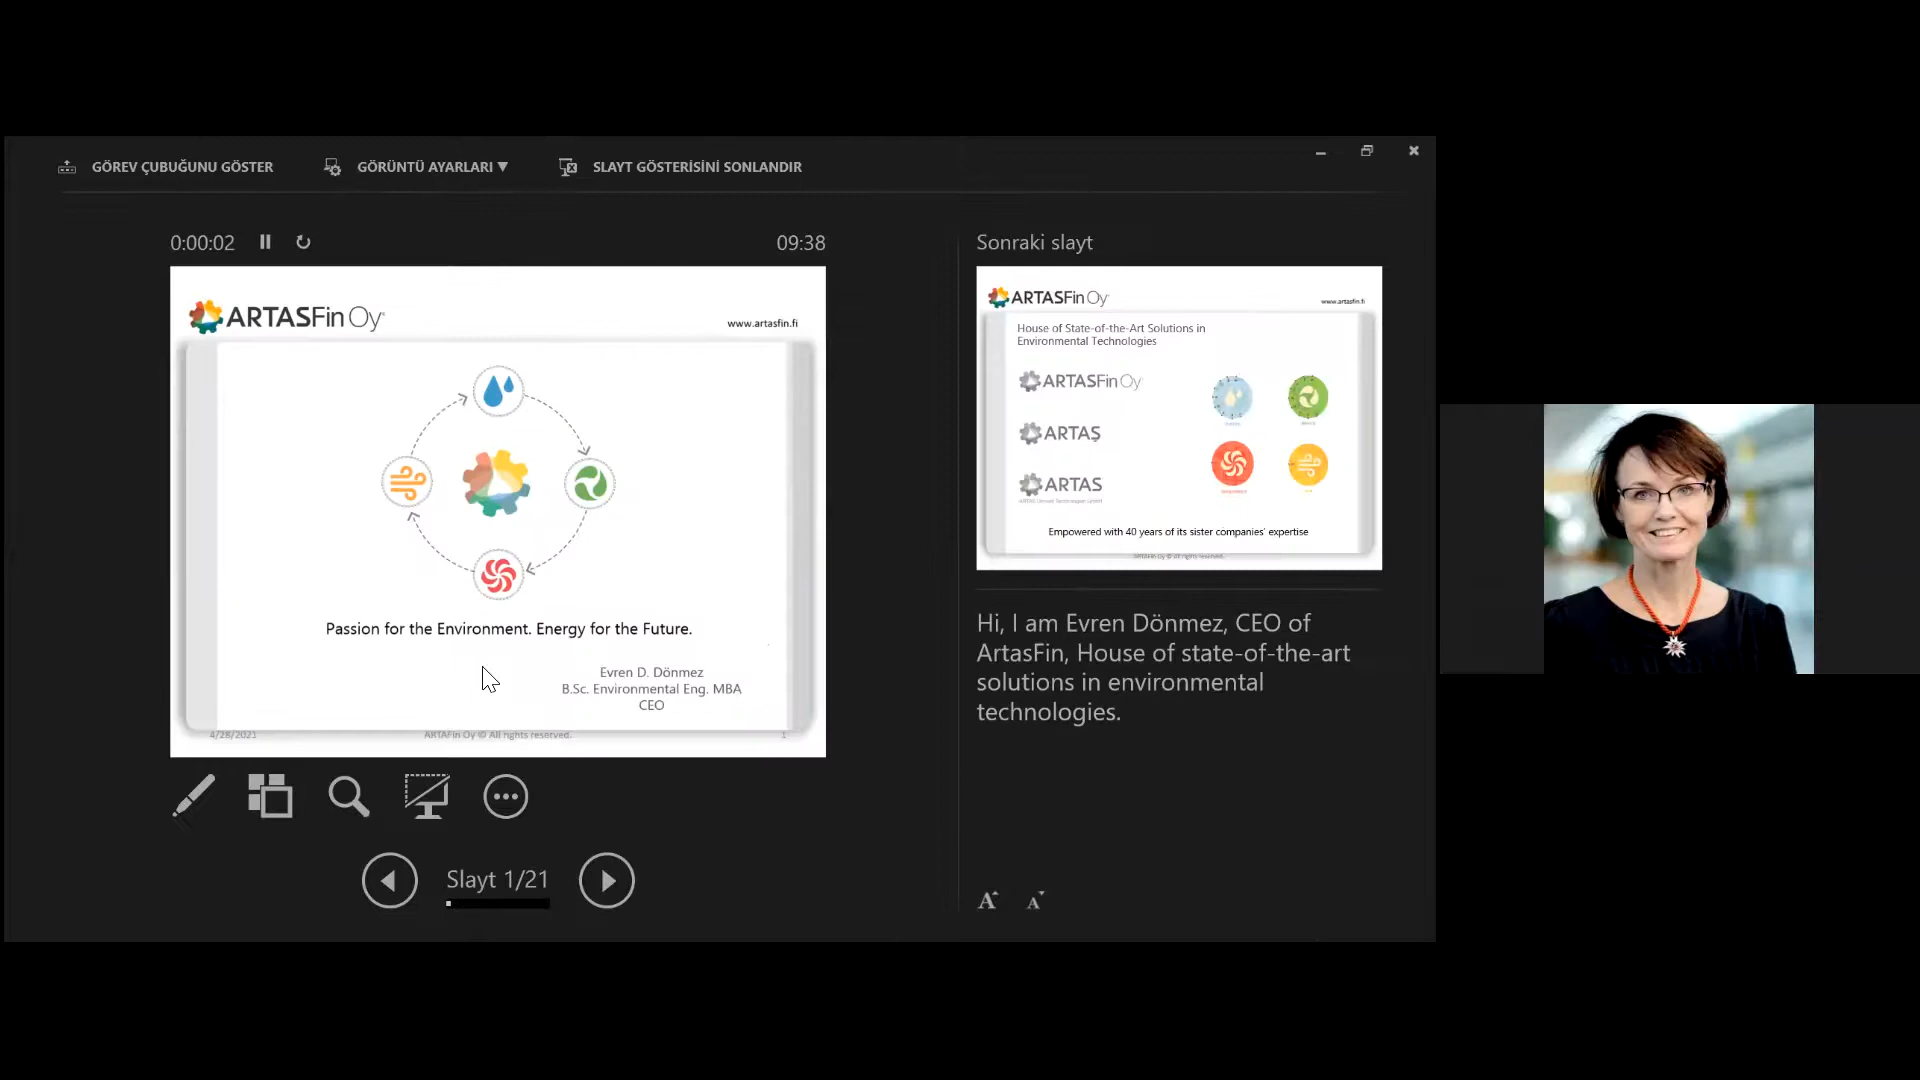 GÖREV ÇUBUĞUNU GÖSTER
GÖRÜNTÜ AYARLARI
SLAYT GÖSTERİSİNİ SONLANDIR
0:00:02
09:38
ARTASFin Oy
www.artasfin.fi
Passion for the Environment. Energy for the Future.
Evren D. Dönmez
B.Sc. Environmental Eng. MBA
CEO
4/28/2021
ARTAFin Oy © All rights reserved.
1
Slayt 1/21
Sonraki slayt
ARTASFin Oy
www.artasfin.fi
House of State-of-the-Art Solutions in
Environmental Technologies
ARTASFin Oy
ARTAŞ
ARTAS
Empowered with 40 years of its sister companies' expertise
Hi, I am Evren Dönmez, CEO of
ArtasFin, House of state-of-the-art
solutions in environmental
technologies.
A
A